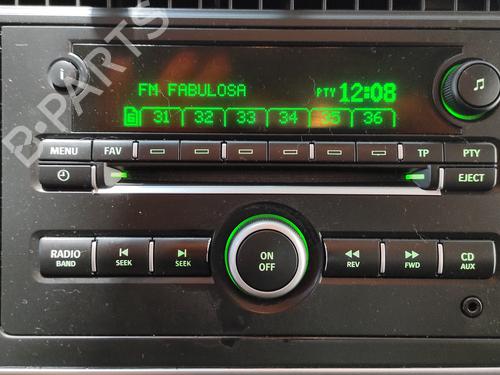 FM FABULOSA PTY 12:08
31 32 33 34 35 36
MENU FAV TP PTY
EJECT
RADIO BAND SEEK SEEK ON OFF REV FWD CD AUX
B-PARTS